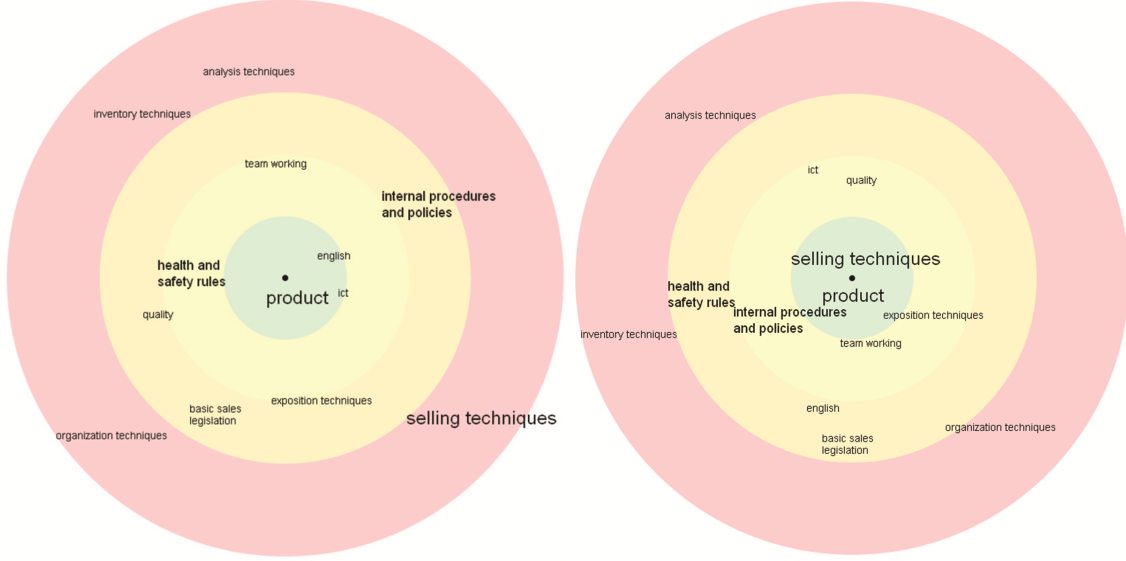 analysis techniques
inventory techniques
team working
internal procedures
and policies
english
health and
safety rules
product
ict
quality
exposition techniques
basic sales
legislation
selling techniques
organization techniques
analysis techniques
ict
quality
selling techniques
product
health and
safety rules
internal procedures
and policies
exposition techniques
inventory techniques
team working
english
organization techniques
basic sales
legislation